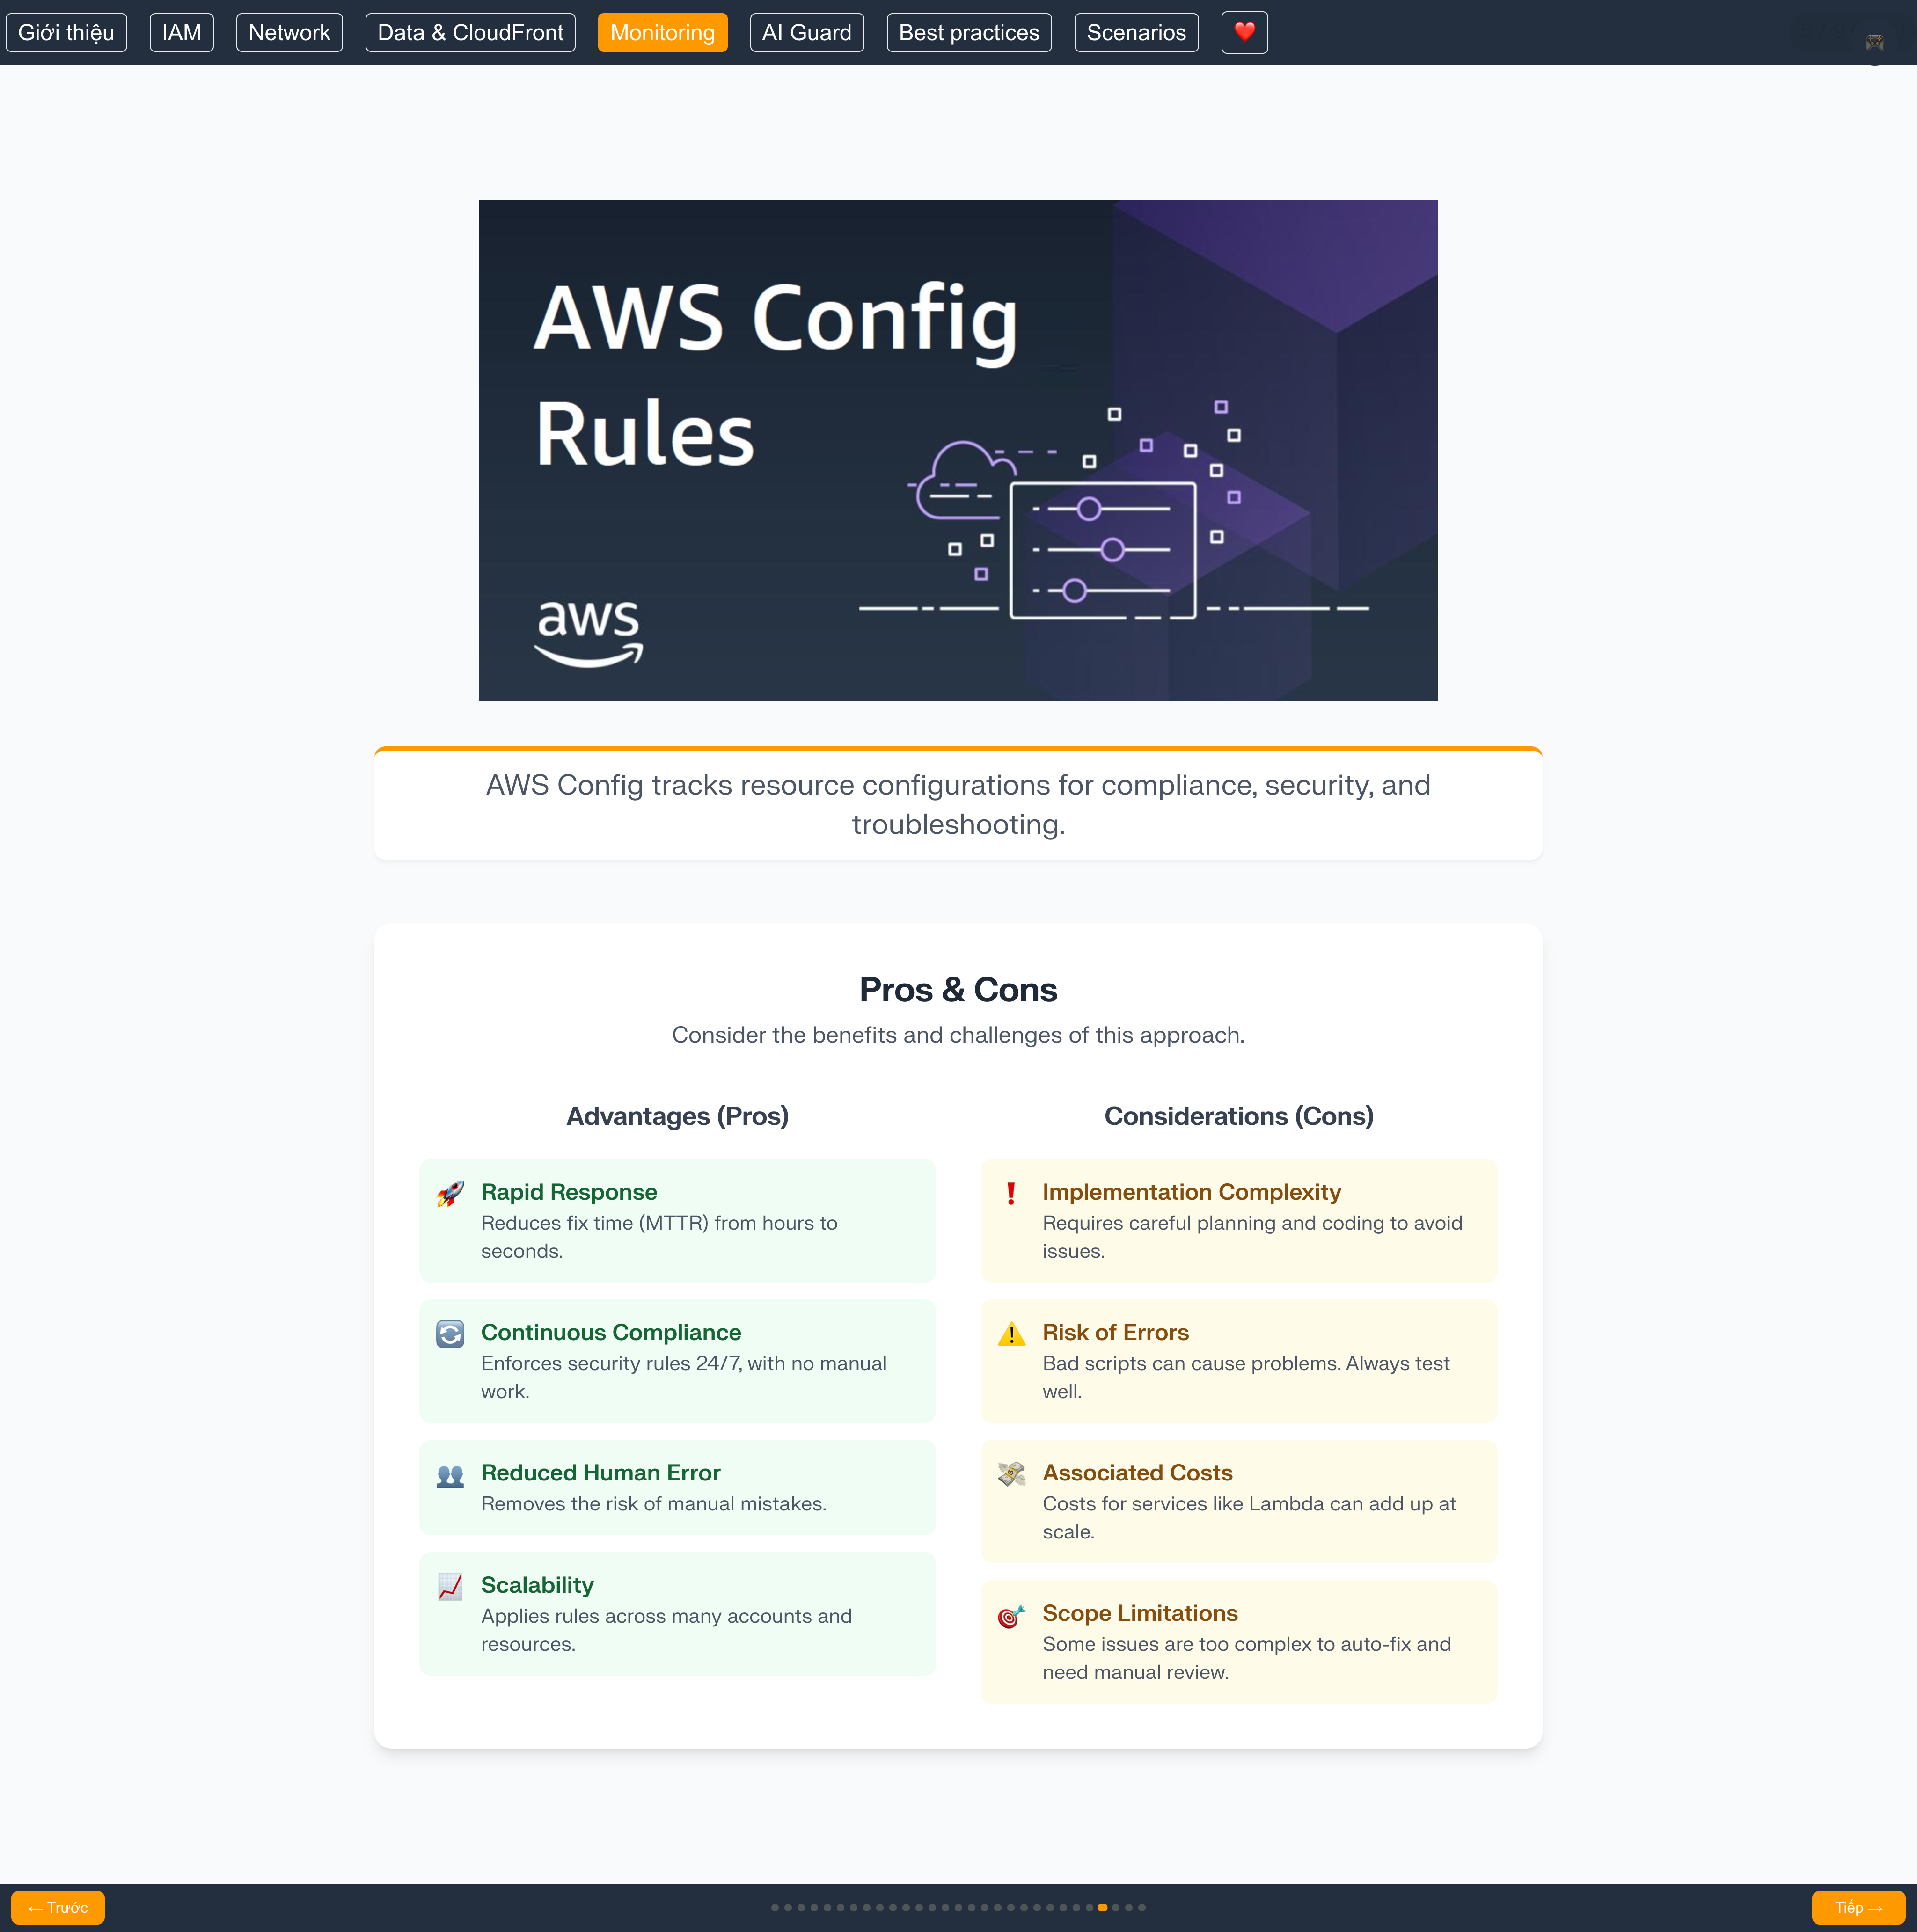 Giới thiệu
IAM
Network
Data & CloudFront
Monitoring
AI Guard
Best practices
Scenarios
AWS Config
Rules
aws
AWS Config tracks resource configurations for compliance, security, and
troubleshooting.
Pros & Cons
Consider the benefits and challenges of this approach.
Advantages (Pros)
Rapid Response
Reduces fix time (MTTR) from hours to
seconds.
Continuous Compliance
Enforces security rules 24/7, with no manual
work.
Reduced Human Error
Removes the risk of manual mistakes.
Scalability
Applies rules across many accounts and
resources.
Considerations (Cons)
Implementation Complexity
Requires careful planning and coding to avoid
issues.
Risk of Errors
Bad scripts can cause problems. Always test
well.
Associated Costs
Costs for services like Lambda can add up at
scale.
Scope Limitations
Some issues are too complex to auto-fix and
need manual review.
← Trước
Tiếp →